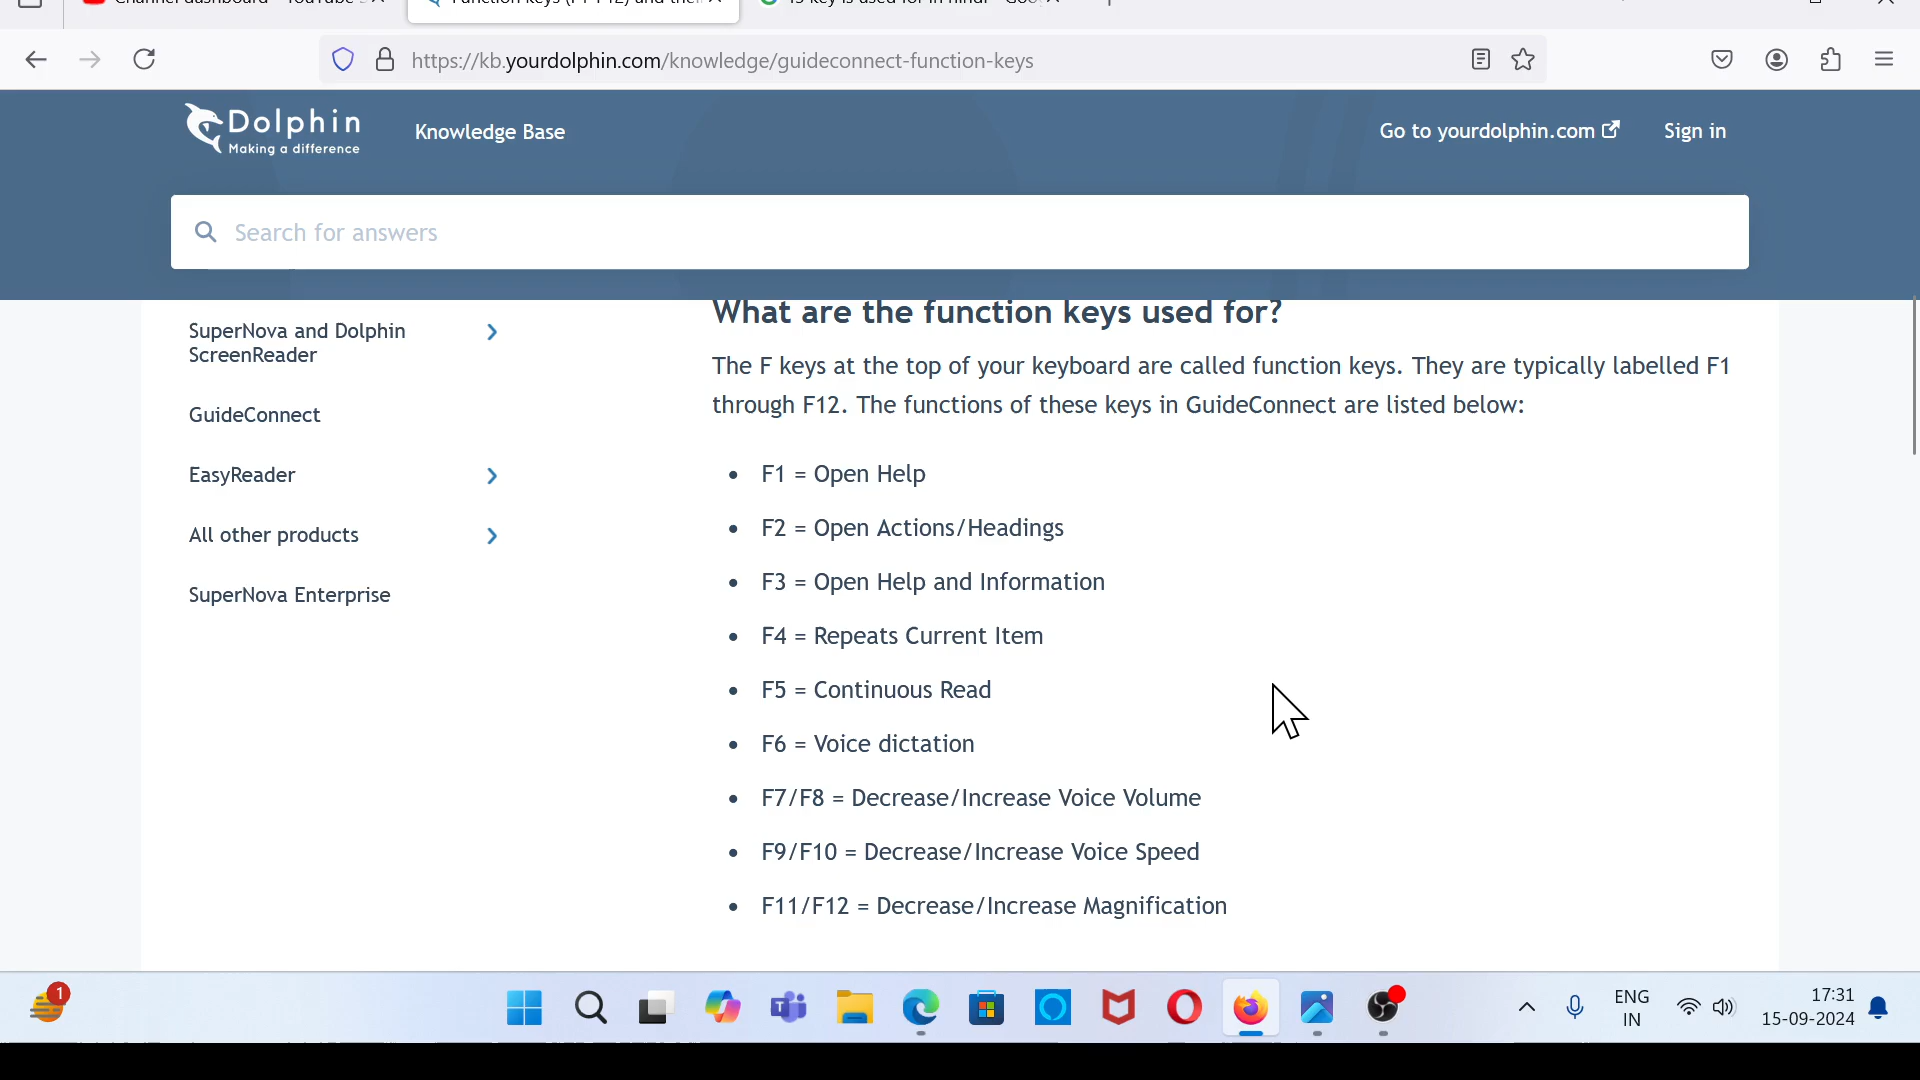 https://kb.yourdolphin.com/knowledge/guideconnect-function-keys
Dolphin
Making a difference
Knowledge Base
Go to yourdolphin.com
Sign in
Search for answers
SuperNova and Dolphin
ScreenReader
GuideConnect
EasyReader
All other products
SuperNova Enterprise
What are the function keys used for?
The F keys at the top of your keyboard are called function keys. They are typically labelled F1
through F12. The functions of these keys in GuideConnect are listed below:
• F1 = Open Help
• F2 = Open Actions/Headings
• F3 = Open Help and Information
• F4 = Repeats Current Item
• F5 = Continuous Read
• F6 = Voice dictation
• F7/F8 = Decrease/Increase Voice Volume
• F9/F10 = Decrease/Increase Voice Speed
• F11/F12 = Decrease/Increase Magnification
1
ENG
IN
17:31
15-09-2024